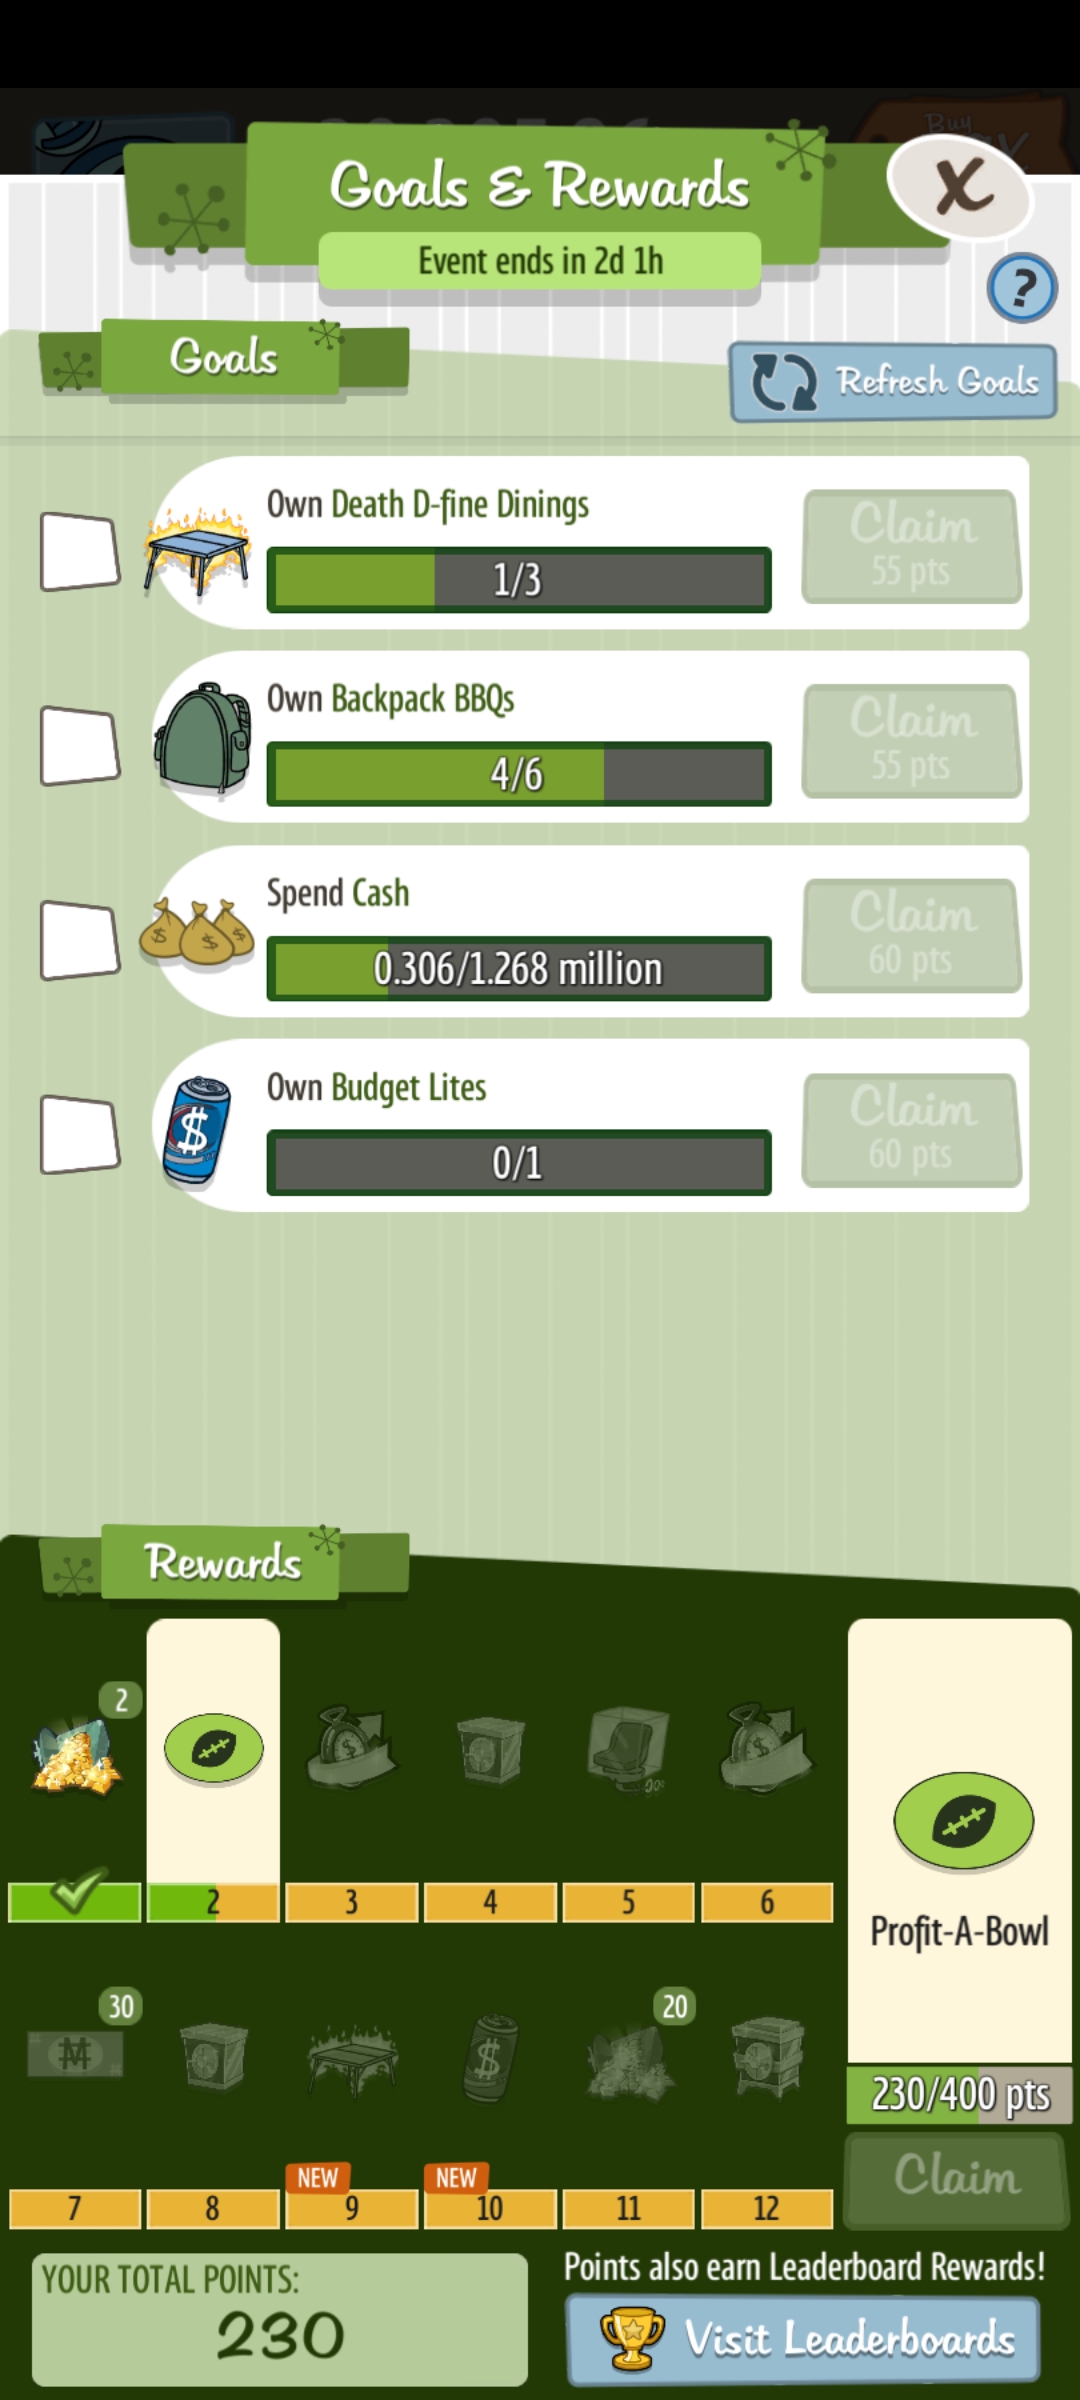 Buy
Goals & Rewards
X
Event ends in 2d 1h
?
Goals
Refresh Goals
Own Death D-fine Dinings
1/3
Claim
55 pts
Own Backpack BBQs
4/6
Claim
55 pts
Spend Cash
0.306/1.268 million
Claim
60 pts
Own Budget Lites
0/1
Claim
60 pts
Rewards
2
2
3
4
5
6
Profit-A-Bowl
30
20
230/400 pts
Claim
NEW
NEW
7
8
9
10
11
12
YOUR TOTAL POINTS:
230
Points also earn Leaderboard Rewards!
Visit Leaderboards